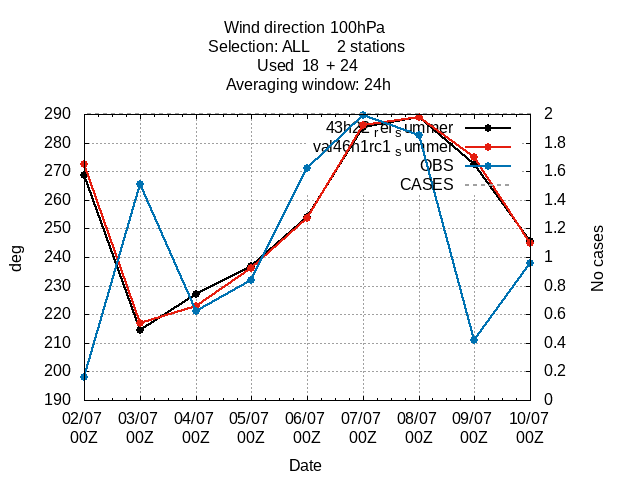 Wind direction 100hPa
Selection: ALL 2 stations
Used 18 + 24
Averaging window: 24h
290 2
280 1.8
270 1.6
260 1.4
250 1.2
240 1
230 0.8
220 0.6
210 0.4
200 0.2
190 0
deg
No cases
ummer
ummer
OBS
CASES
02/07 03/07 04/07 05/07 06/07 07/07 08/07 09/07 10/07
00Z 00Z 00Z 00Z 00Z 00Z 00Z 00Z 00Z
Date